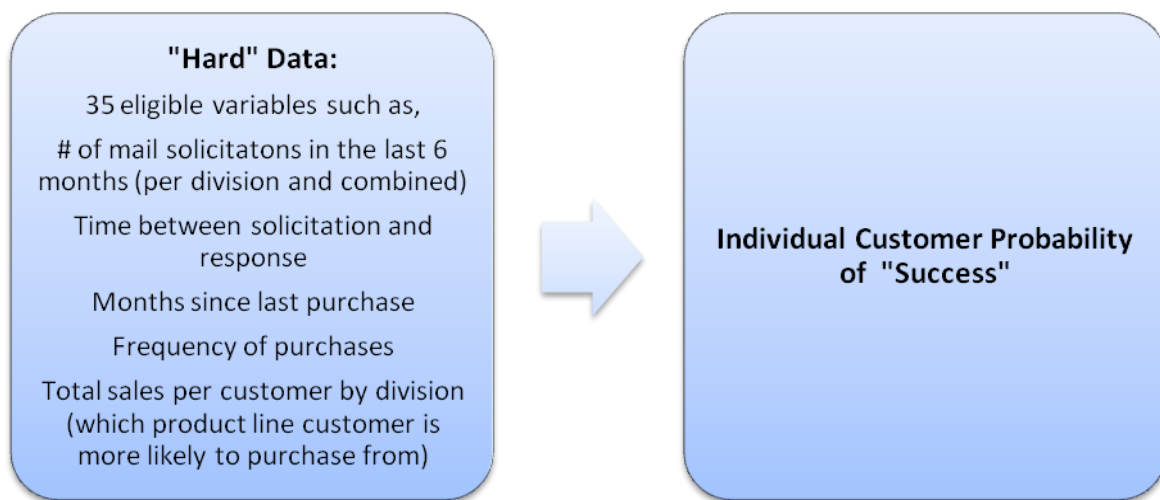 "Hard" Data:
35 eligible variables such as,
# of mail solicitatons in the last 6
months (per division and combined)
Time between solicitation and
response
Months since last purchase
Frequency of purchases
Total sales per customer by division
(which product line customer is
more likely to purchase from)
Individual Customer Probability
of "Success"